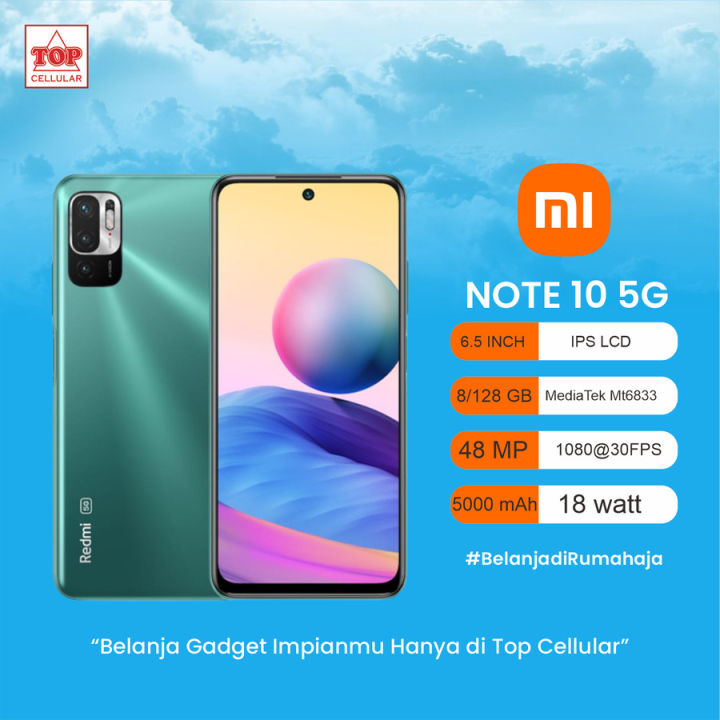 TOP
CELLULAR
mi
NOTE 10 5G
6.5 INCH IPS LCD
8/128 GB MediaTek Mt6833
48 MP 1080@30FPS
5000 mAh 18 watt
#BelanjadiRumahaja
Redmi 5G
“Belanja Gadget Impianmu Hanya di Top Cellular”